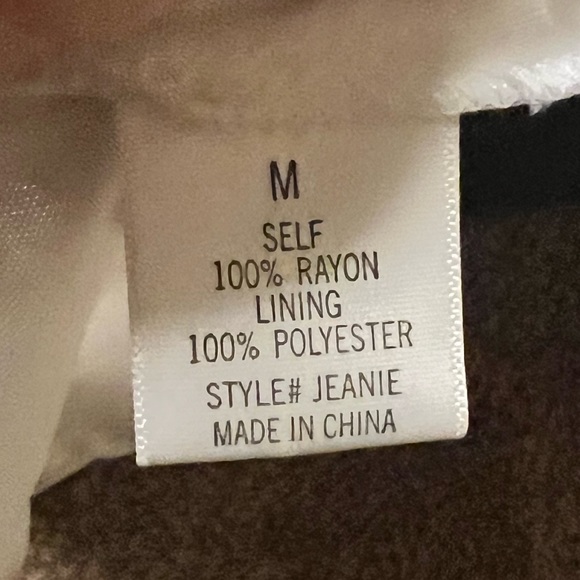 M
SELF
100% RAYON
LINING
100% POLYESTER
STYLE# JEANIE
MADE IN CHINA